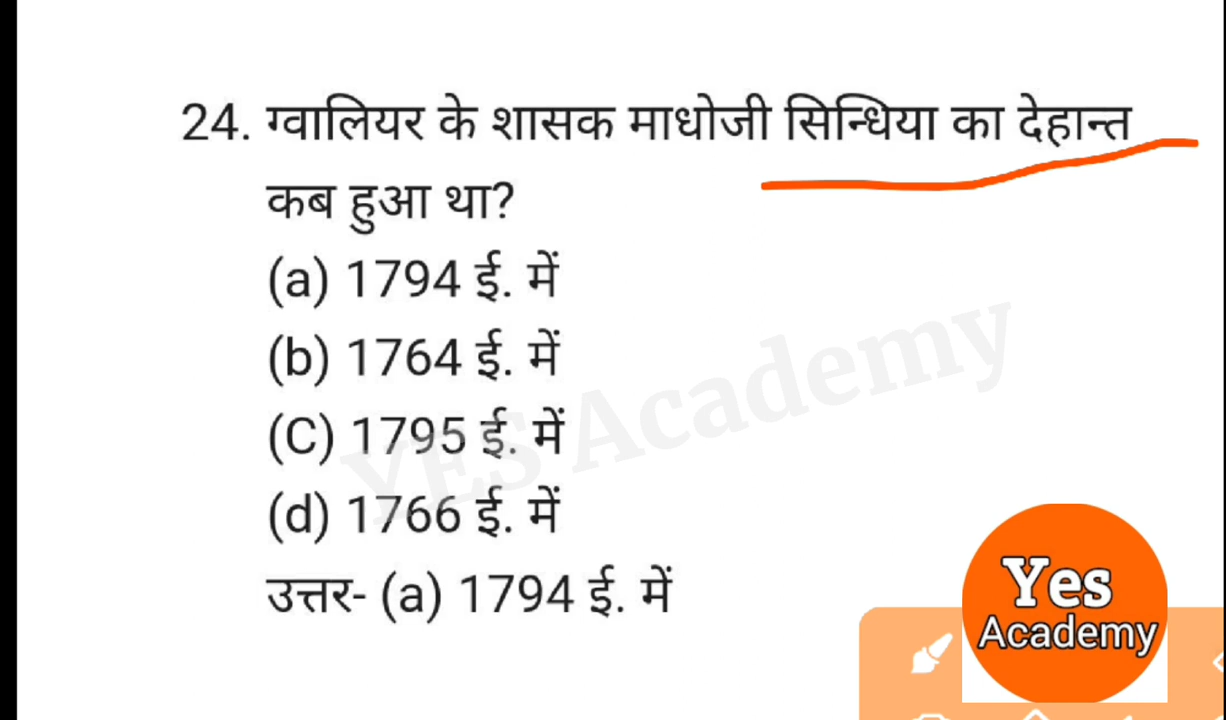 24. ग्वालियर के शासक माधोजी सिन्धिया का देहान्त
कब हुआ था?
(a) 1794 ई. में
(b) 1764 ई. में
(C) 1795 ई. में
(d) 1766 ई. में
उत्तर- (a) 1794 ई. में
YES Academy
Yes
Academy